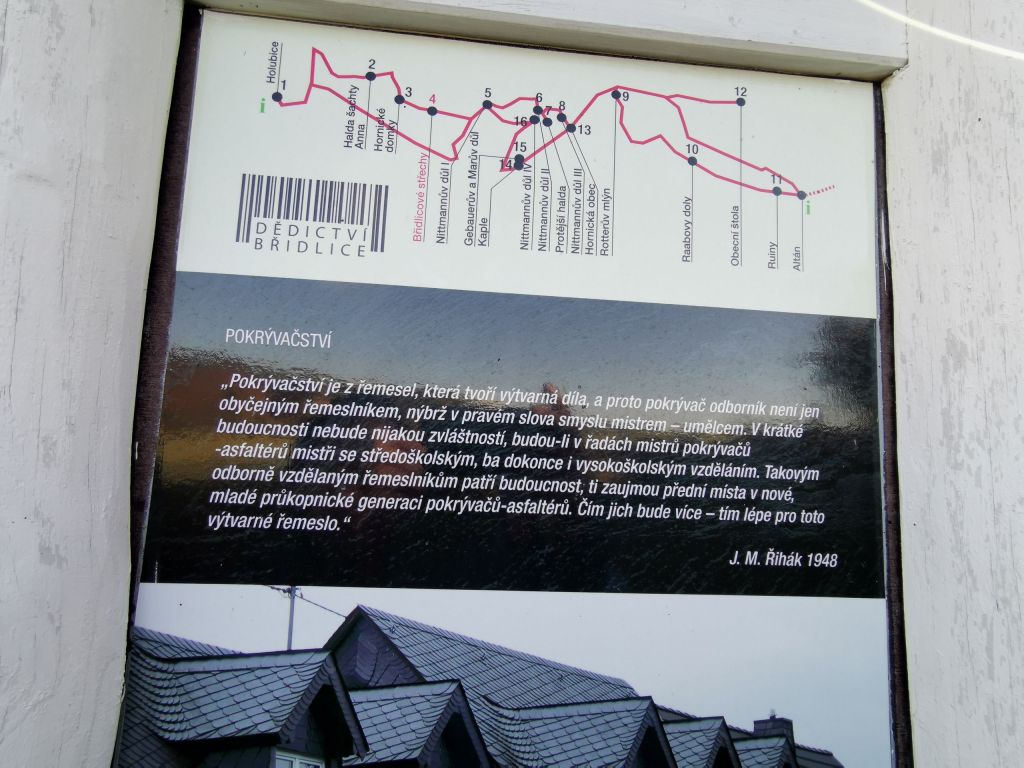 Holubice
1
i
Halda šachty
Anna
2
Hornické
domky
3
4
Břidlicové střechy
Nittmannův důl I
5
Gebauerův a Mariův důl
Kaple
6
7
8
16
15
14
13
Nittmannův důl IV
Nittmannův důl II
Protější halda
Nittmannův důl III
Hornická obec
Rotterův mlýn
9
10
Raabovy doly
12
Obecní štola
11
Ruiny
Altán
i
DĚDICTVÍ
BŘIDLICE
POKRÝVAČSTVÍ
„Pokrývačství je z řemesel, která tvoří výtvarná díla, a proto pokrývač odborník není jen
obyčejným řemeslníkem, nýbrž v pravém slova smyslu mistrem – umělcem. V krátké
budoucnosti nebude nijakou zvláštností, budou-li v řadách mistrů pokrývačů
-asfaltérů mistři se středoškolským, ba dokonce i vysokoškolským vzděláním. Takovým
odborně vzdělaným řemeslníkům patří budoucnost, ti zaujmou přední místa v nové,
mladé průkopnické generaci pokrývačů-asfaltérů. Čím jich bude více – tím lépe pro toto
výtvarné řemeslo.“
J. M. Řihák 1948